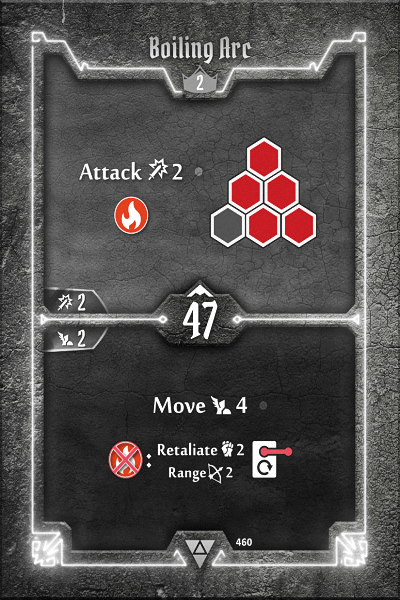 Boiling Arc
2
Attack 2
2
47
2
Move 4
: Retaliate 2
Range 2
460